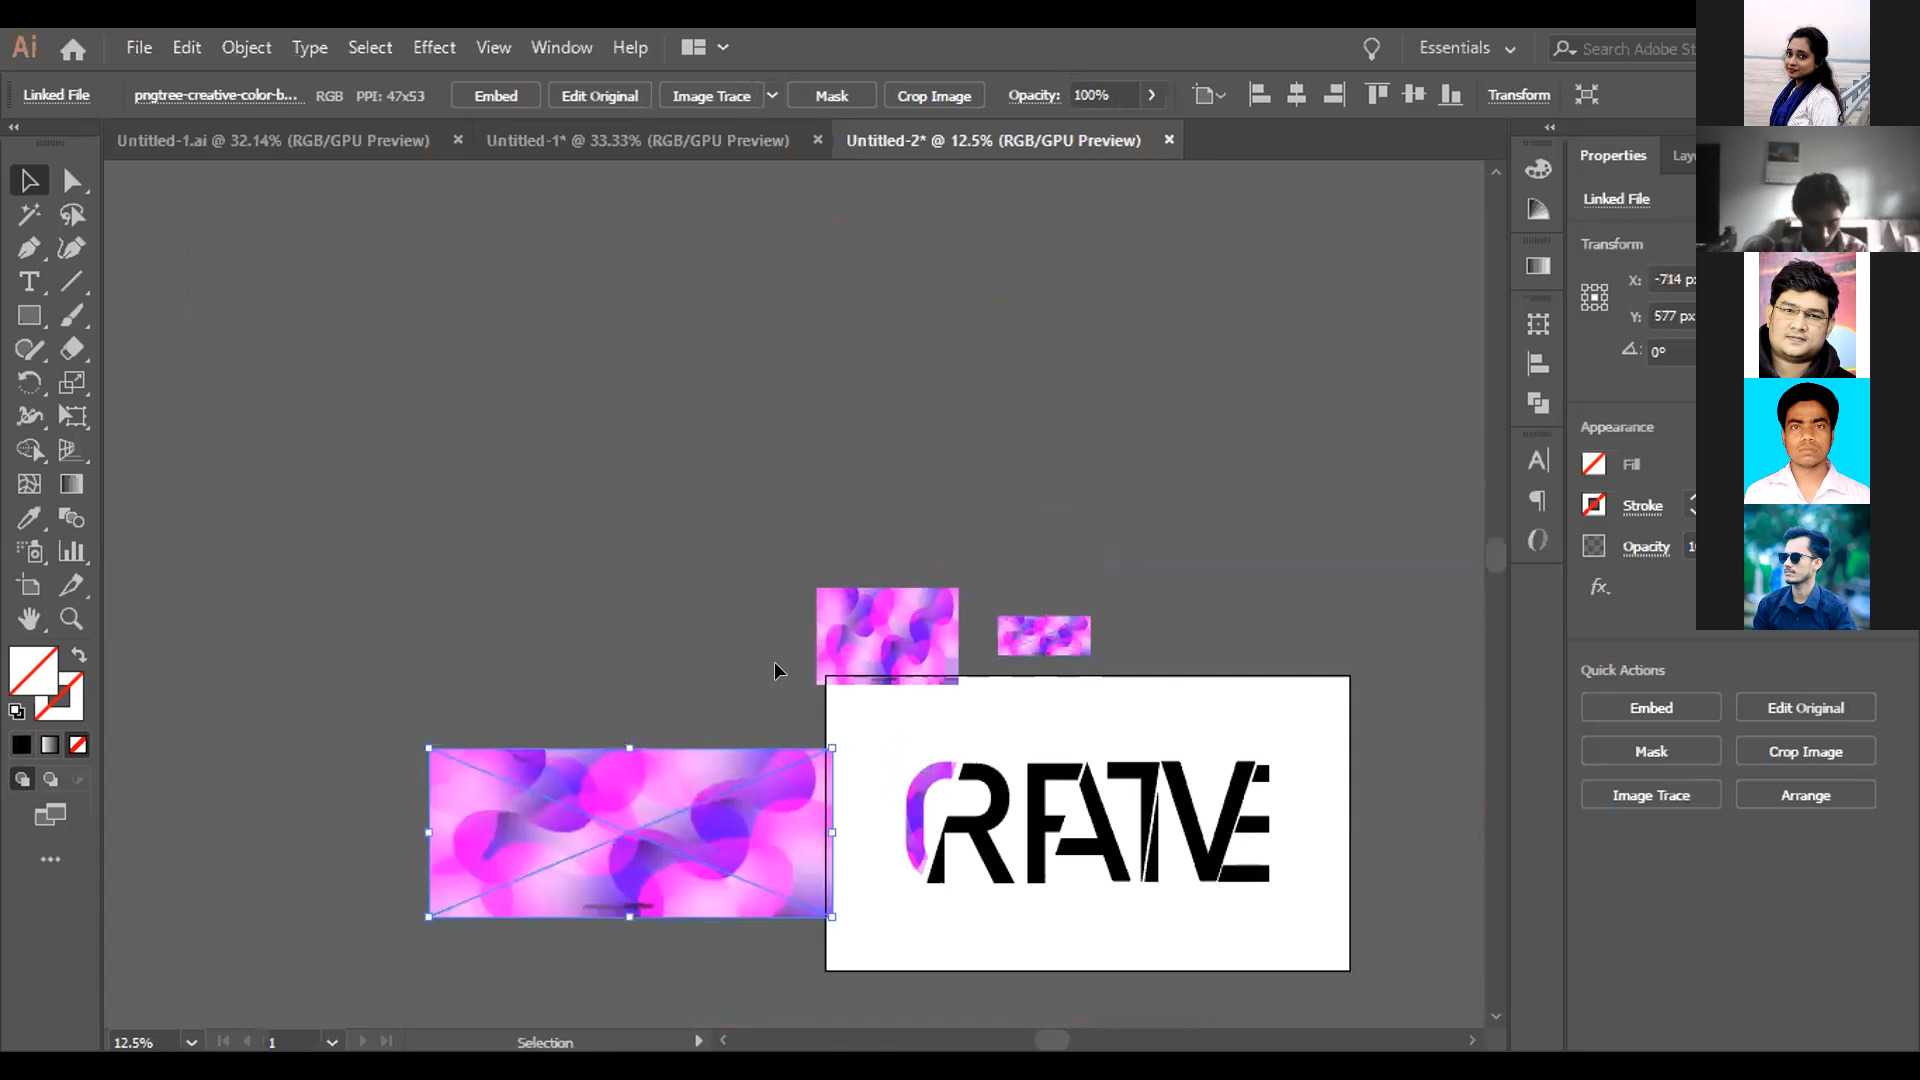 Ai File Edit Object Type Select Effect View Window Help Essentials Search Adobe St
Linked File pngtree-creative-color-b... RGB PPI: 47x53 Embed Edit Original Image Trace Mask Crop Image Opacity: 100% Transform
Untitled-1.ai @ 32.14% (RGB/GPU Preview) × Untitled-1* @ 33.33% (RGB/GPU Preview) × Untitled-2* @ 12.5% (RGB/GPU Preview) ×
Properties Laye
Linked File
Transform
X: -714 px
Y: 577 px
0°
Appearance
Fill
Stroke
Opacity
fx.
Quick Actions
Embed Edit Original
Mask Crop Image
Image Trace Arrange
CREATIVE
12.5% 1 Selection